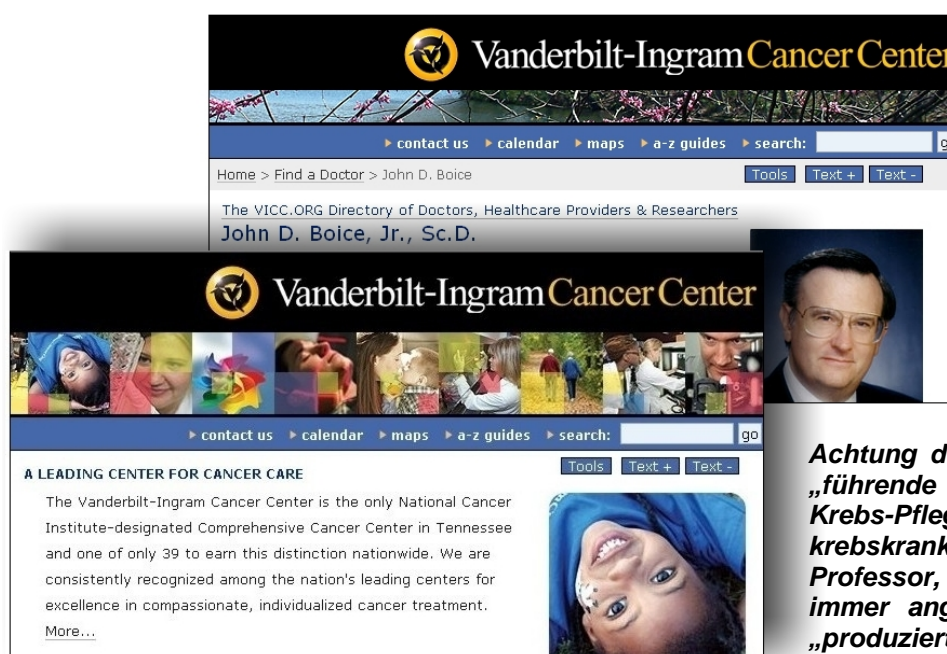 Vanderbilt-Ingram Cancer Center
contact us calendar maps a-z guides search:
Home > Find a Doctor > John D. Boice
Tools Text + Text -
The VICC.ORG Directory of Doctors, Healthcare Providers & Researchers
John D. Boice, Jr., Sc.D.
Vanderbilt-Ingram Cancer Center
contact us calendar maps a-z guides search: go
Tools Text + Text -
A LEADING CENTER FOR CANCER CARE
The Vanderbilt-Ingram Cancer Center is the only National Cancer
Institute-designated Comprehensive Cancer Center in Tennessee
and one of only 39 to earn this distinction nationwide. We are
consistently recognized among the nation's leading centers for
excellence in compassionate, individualized cancer treatment.
More...
Achtung d
„führende
Krebs-Pfleg
krebskrank
Professor,
immer ang
„produziert